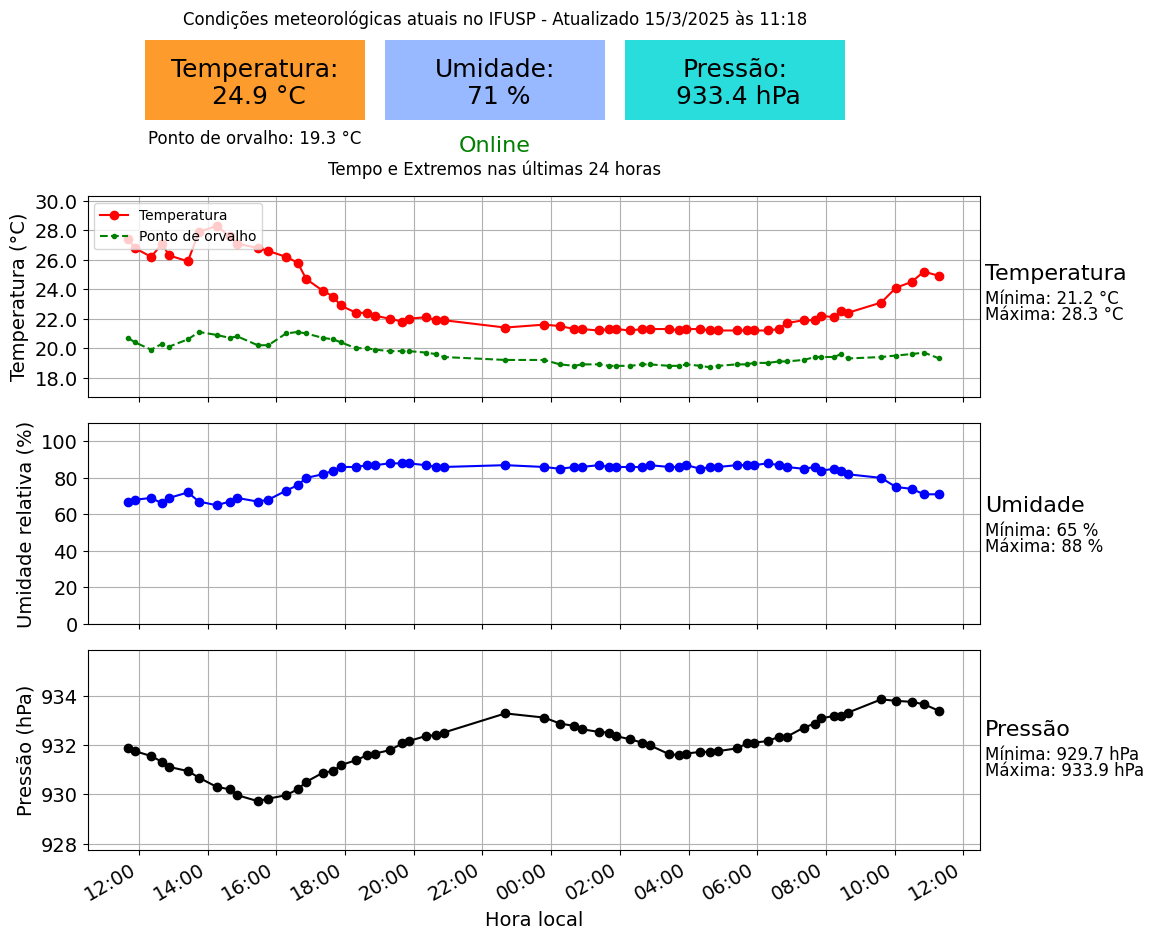 Condições meteorológicas atuais no IFUSP - Atualizado 15/3/2025 às 11:18
Temperatura:
24.9 °C
Umidade:
71 %
Pressão:
933.4 hPa
Ponto de orvalho: 19.3 °C
Online
Tempo e Extremos nas últimas 24 horas
Temperatura (°C)
30.0
28.0
26.0
24.0
22.0
20.0
18.0
Temperatura
Ponto de orvalho
Temperatura
Mínima: 21.2 °C
Máxima: 28.3 °C
Umidade relativa (%)
100
80
60
40
20
0
Umidade
Mínima: 65 %
Máxima: 88 %
Pressão (hPa)
934
932
930
928
Pressão
Mínima: 929.7 hPa
Máxima: 933.9 hPa
12:00 14:00 16:00 18:00 20:00 22:00 00:00 02:00 04:00 06:00 08:00 10:00 12:00
Hora local